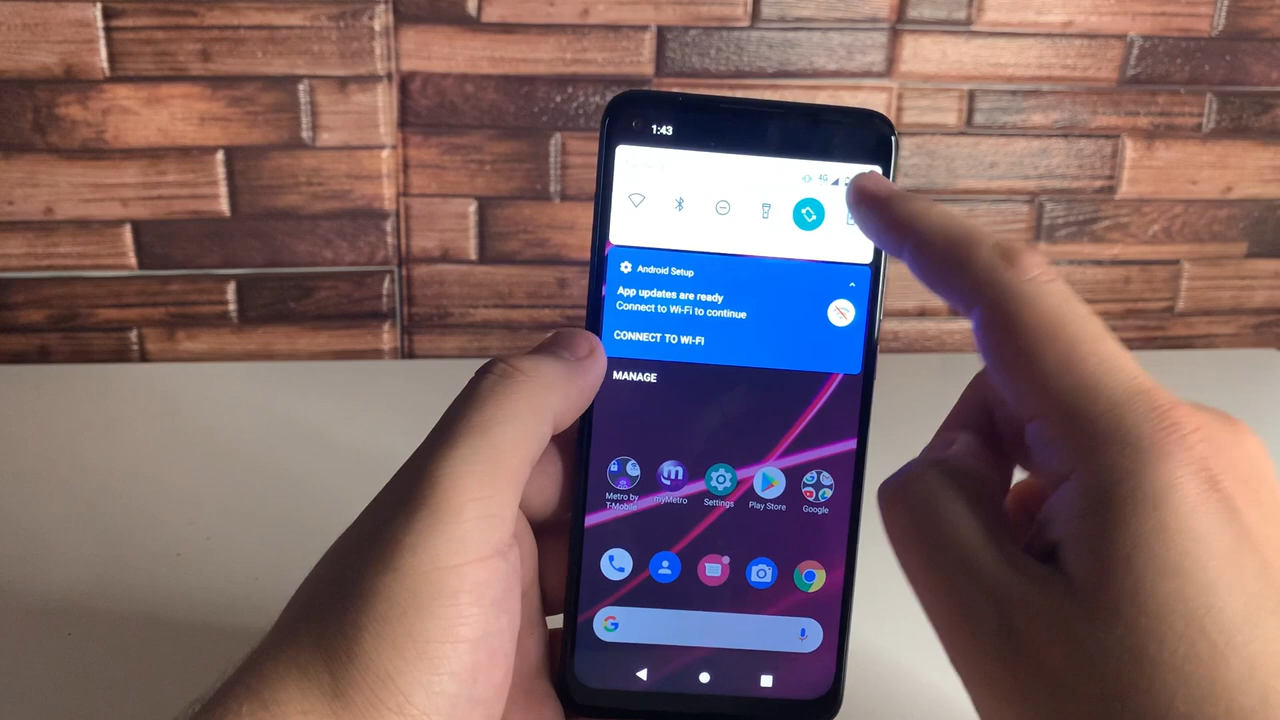 1:43
4G
Android Setup
App updates are ready
Connect to Wi-Fi to continue
CONNECT TO WI-FI
MANAGE
Metro by
T-Mobile
myMetro
Settings
Play Store
Google